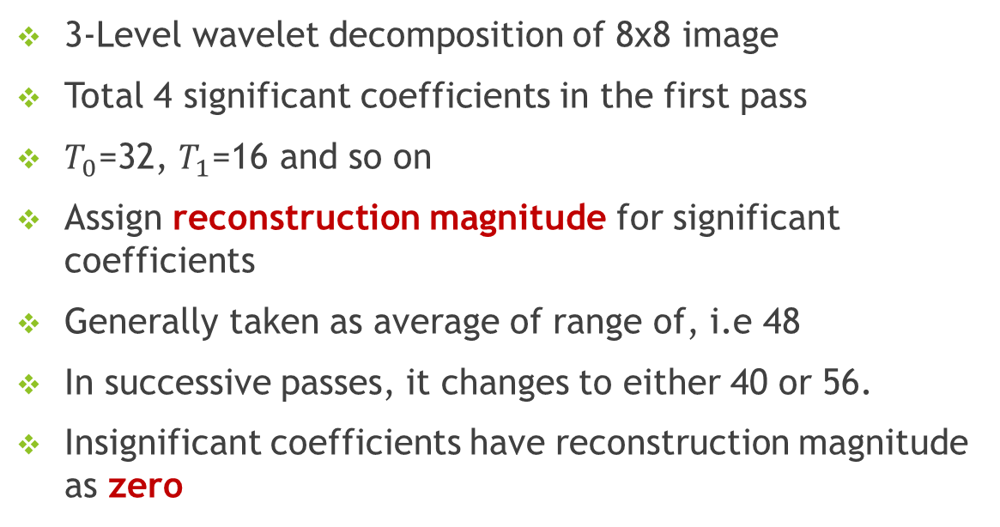 3-Level wavelet decomposition of 8x8 image
Total 4 significant coefficients in the first pass
T₀=32, T₁=16 and so on
Assign reconstruction magnitude for significant
coefficients
Generally taken as average of range of, i.e 48
In successive passes, it changes to either 40 or 56.
Insignificant coefficients have reconstruction magnitude
as zero